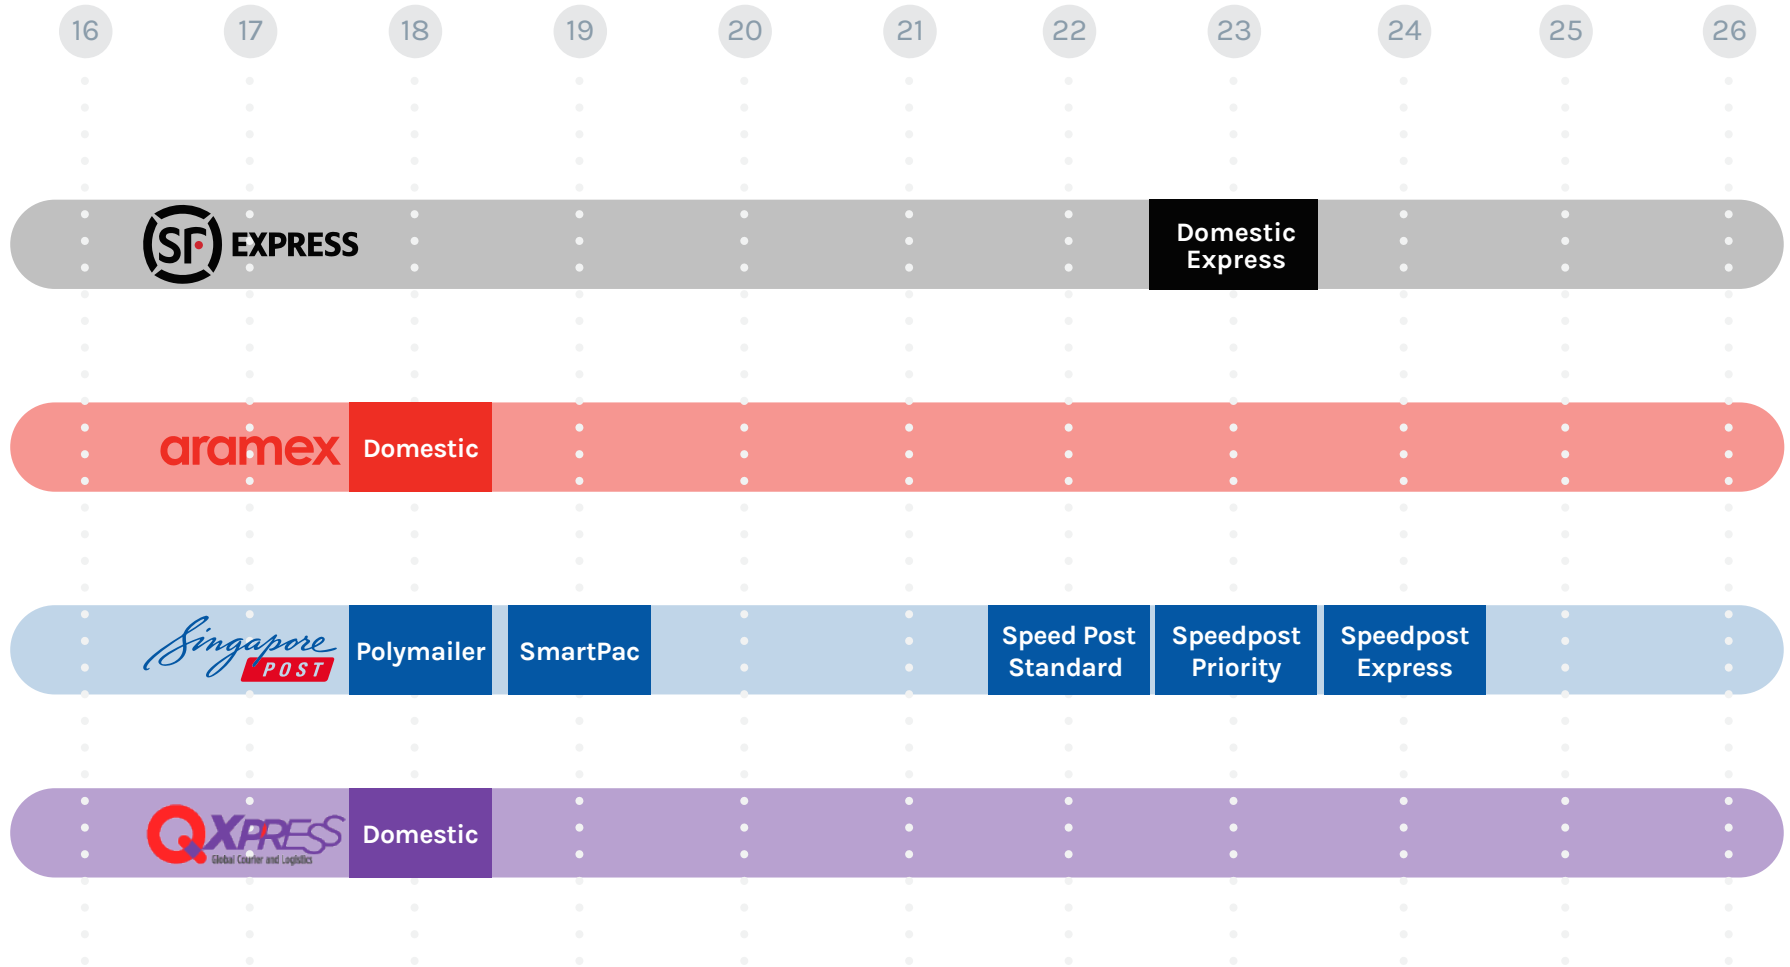 16 17 18 19 20 21 22 23 24 25 26
SF EXPRESS
Domestic
Express
aramex
Domestic
Singapore
POST
Polymailer
SmartPac
Speed Post
Standard
Speedpost
Priority
Speedpost
Express
QXPRESS
Global Courier and Logistics
Domestic